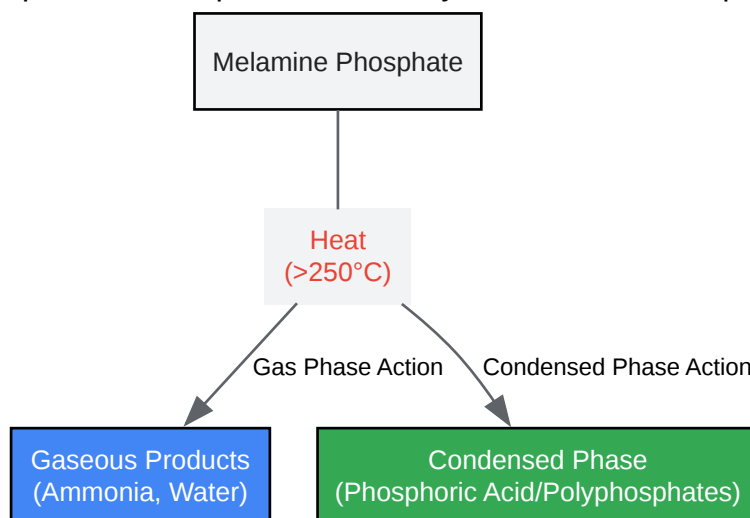 Melamine Phosphate
Heat
(>250°C)
Gas Phase Action
Condensed Phase Action
Gaseous Products
(Ammonia, Water)
Condensed Phase
(Phosphoric Acid/Polyphosphates)